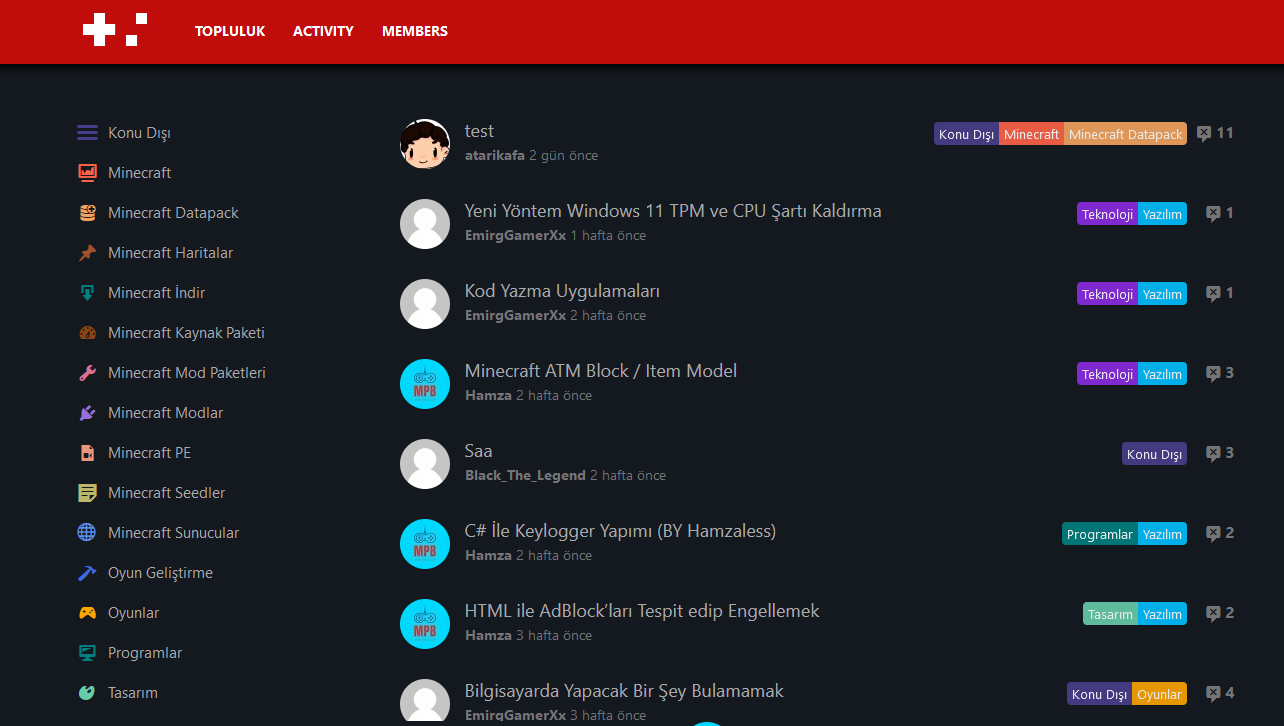 TOPLULUK ACTIVITY MEMBERS
Konu Dışı
Minecraft
Minecraft Datapack
Minecraft Haritalar
Minecraft İndir
Minecraft Kaynak Paketi
Minecraft Mod Paketleri
Minecraft Modlar
Minecraft PE
Minecraft Seedler
Minecraft Sunucular
Oyun Geliştirme
Oyunlar
Programlar
Tasarım
test
atarikafa 2 gün önce
Konu Dışı Minecraft Minecraft Datapack 11
Yeni Yöntem Windows 11 TPM ve CPU Şartı Kaldırma
EmirgGamerXx 1 hafta önce
Teknoloji Yazılım 1
Kod Yazma Uygulamaları
EmirgGamerXx 2 hafta önce
Teknoloji Yazılım 1
Minecraft ATM Block / Item Model
MPB
Hamza 2 hafta önce
Teknoloji Yazılım 3
Saa
Black_The_Legend 2 hafta önce
Konu Dışı 3
C# İle Keylogger Yapımı (BY Hamzaless)
MPB
Hamza 2 hafta önce
Programlar Yazılım 2
HTML ile AdBlock’ları Tespit edip Engellemek
MPB
Hamza 3 hafta önce
Tasarım Yazılım 2
Bilgisayarda Yapacak Bir Şey Bulamamak
EmirgGamerXx 3 hafta önce
Konu Dışı Oyunlar 4